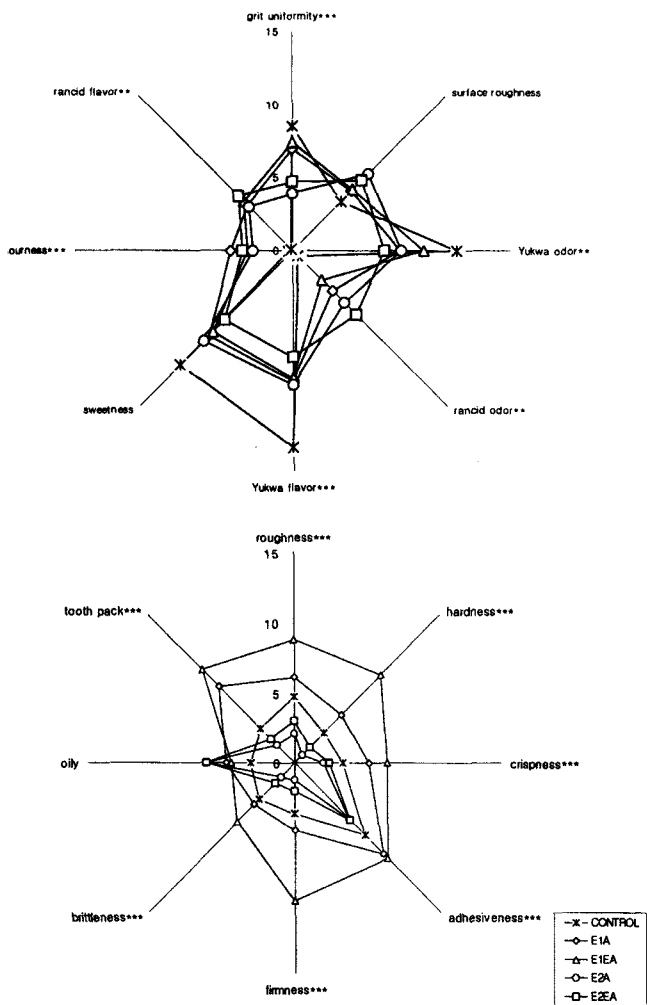 grit uniformity***
15
rancid flavor**
surface roughness
10
5
ourness***
0
Yukwa odor**
sweetness
rancid odor**
Yukwa flavor***
roughness***
15
tooth pack***
hardness***
10
5
oily
0
crispness***
brittleness***
adhesiveness***
firmness***
CONTROL
E1A
E1EA
E2A
E2EA